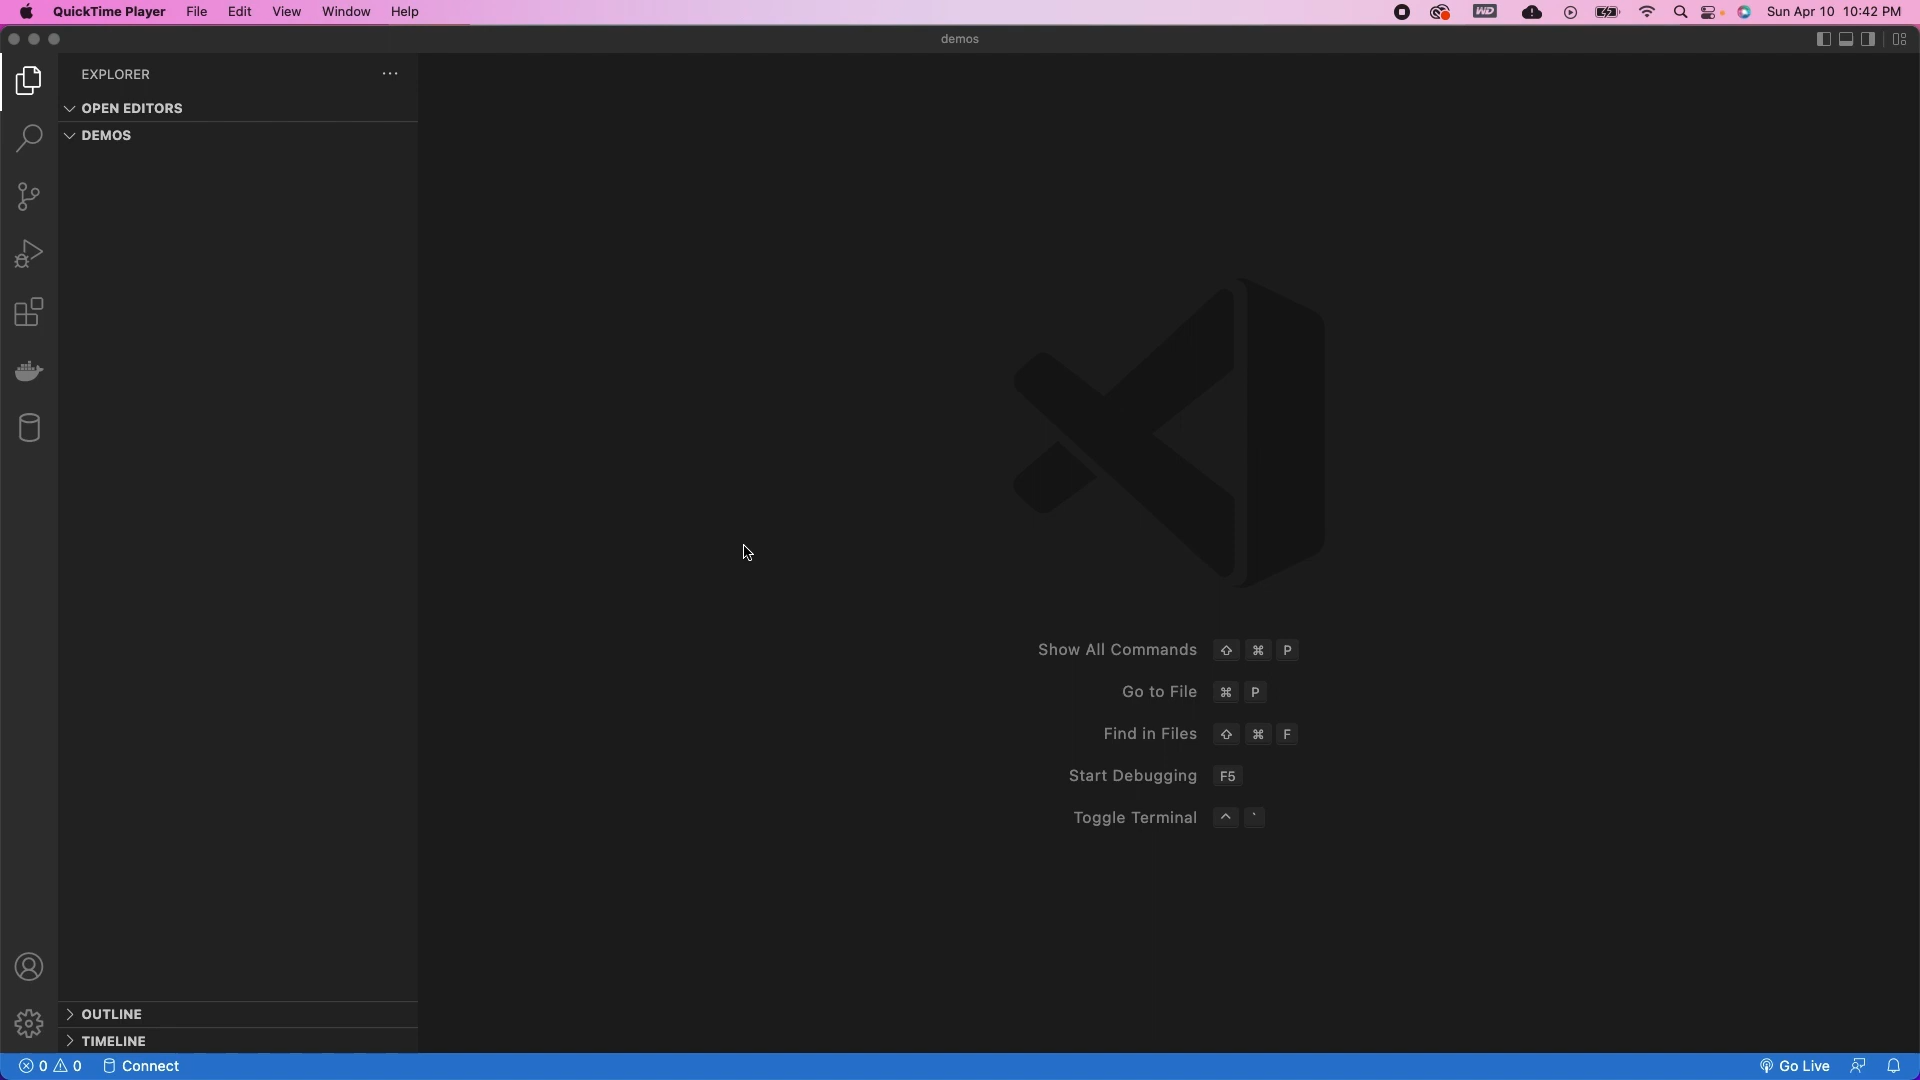 QuickTime Player File Edit View Window Help WD Sun Apr 10 10:42 PM
demos
EXPLORER ···
OPEN EDITORS
DEMOS
Show All Commands ⇧ ⌘ P
Go to File ⌘ P
Find in Files ⇧ ⌘ F
Start Debugging F5
Toggle Terminal ^ `
OUTLINE
TIMELINE
0 0 Connect Go Live